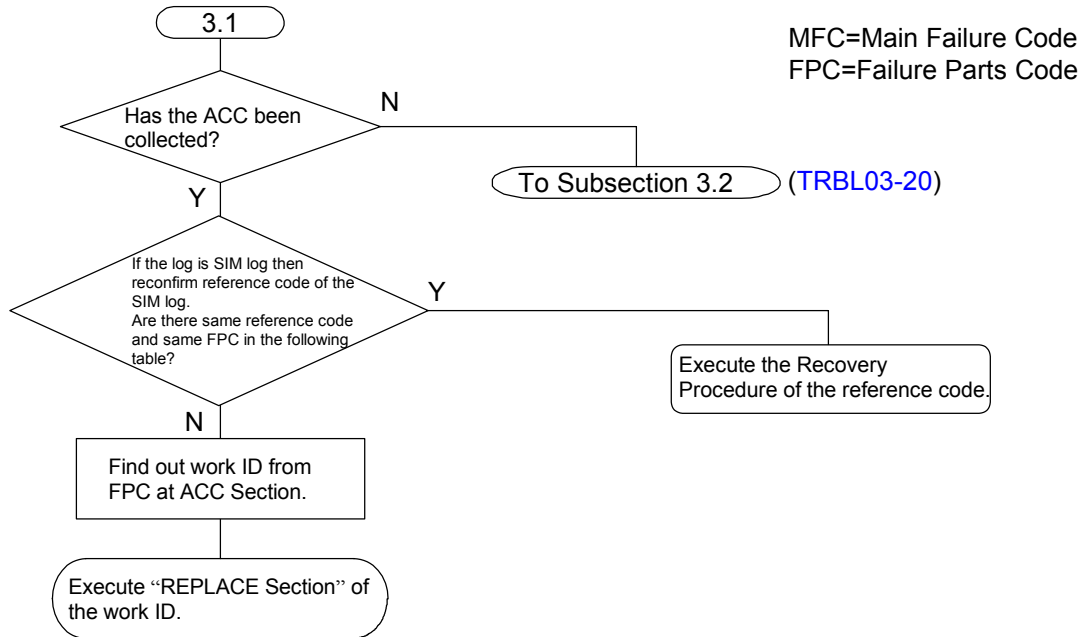 3.1
MFC=Main Failure Code
FPC=Failure Parts Code
Has the ACC been
collected?
N
To Subsection 3.2
(TRBL03-20)
Y
If the log is SIM log then
reconfirm reference code of the
SIM log.
Are there same reference code
and same FPC in the following
table?
Y
Execute the Recovery
Procedure of the reference code.
N
Find out work ID from
FPC at ACC Section.
Execute “REPLACE Section” of
the work ID.